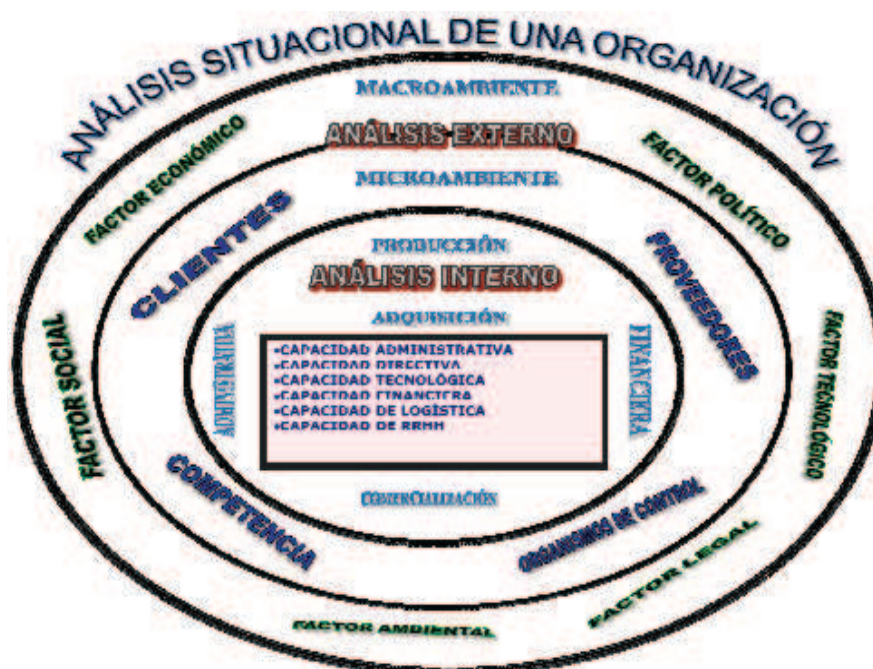 ANÁLISIS SITUACIONAL DE UNA ORGANIZACIÓN
MACROAMBIENTE
ANÁLISIS EXTERNO
FACTOR ECONÓMICO
FACTOR POLÍTICO
MICROAMBIENTE
CLIENTES
PROVEEDORES
PRODUCCIÓN
ANÁLISIS INTERNO
ADQUISICIÓN
FACTOR SOCIAL
ADMINISTRATIVA
•CAPACIDAD ADMINISTRATIVA
•CAPACIDAD DIRECTIVA
•CAPACIDAD TECNOLÓGICA
•CAPACIDAD FINANCIERA
•CAPACIDAD DE LOGÍSTICA
•CAPACIDAD DE RRHH
FINANCIERA
FACTOR TECNOLÓGICO
COMPETENCIA
COMERCIALIZACIÓN
ORGANISMOS DE CONTROL
FACTOR LEGAL
FACTOR AMBIENTAL